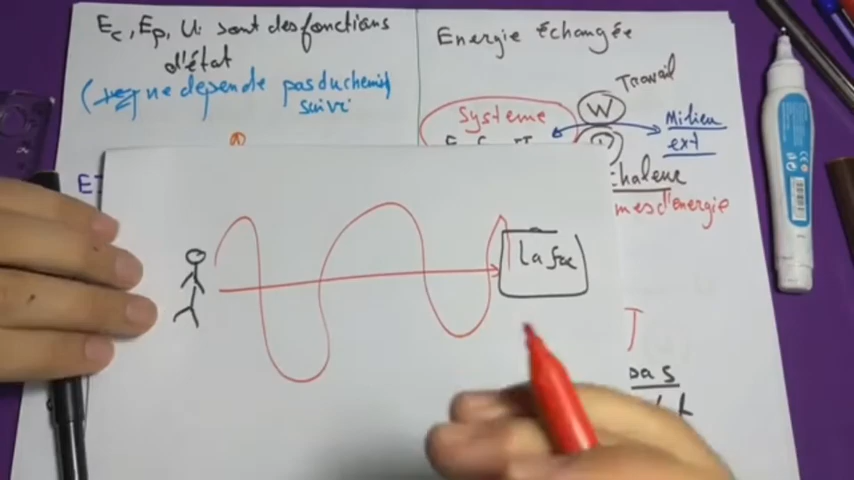 Ec, Ep, U: sont des fonctions
d'état
ne dépende pas du chemin
suivi
Energie échangée
Travail
W
Système
Milieu
ext
Chaleur
mes d'énergie
La fac
pas